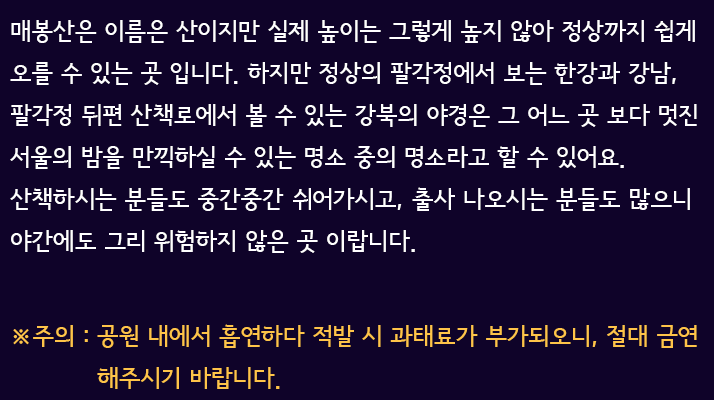 매봉산은 이름은 산이지만 실제 높이는 그렇게 높지 않아 정상까지 쉽게
오를 수 있는 곳 입니다. 하지만 정상의 팔각정에서 보는 한강과 강남,
팔각정 뒤편 산책로에서 볼 수 있는 강북의 야경은 그 어느 곳 보다 멋진
서울의 밤을 만끽하실 수 있는 명소 중의 명소라고 할 수 있어요.
산책하시는 분들도 중간중간 쉬어가시고, 출사 나오시는 분들도 많으니
야간에도 그리 위험하지 않은 곳 이랍니다.
※주의 : 공원 내에서 흡연하다 적발 시 과태료가 부가되오니, 절대 금연
해주시기 바랍니다.